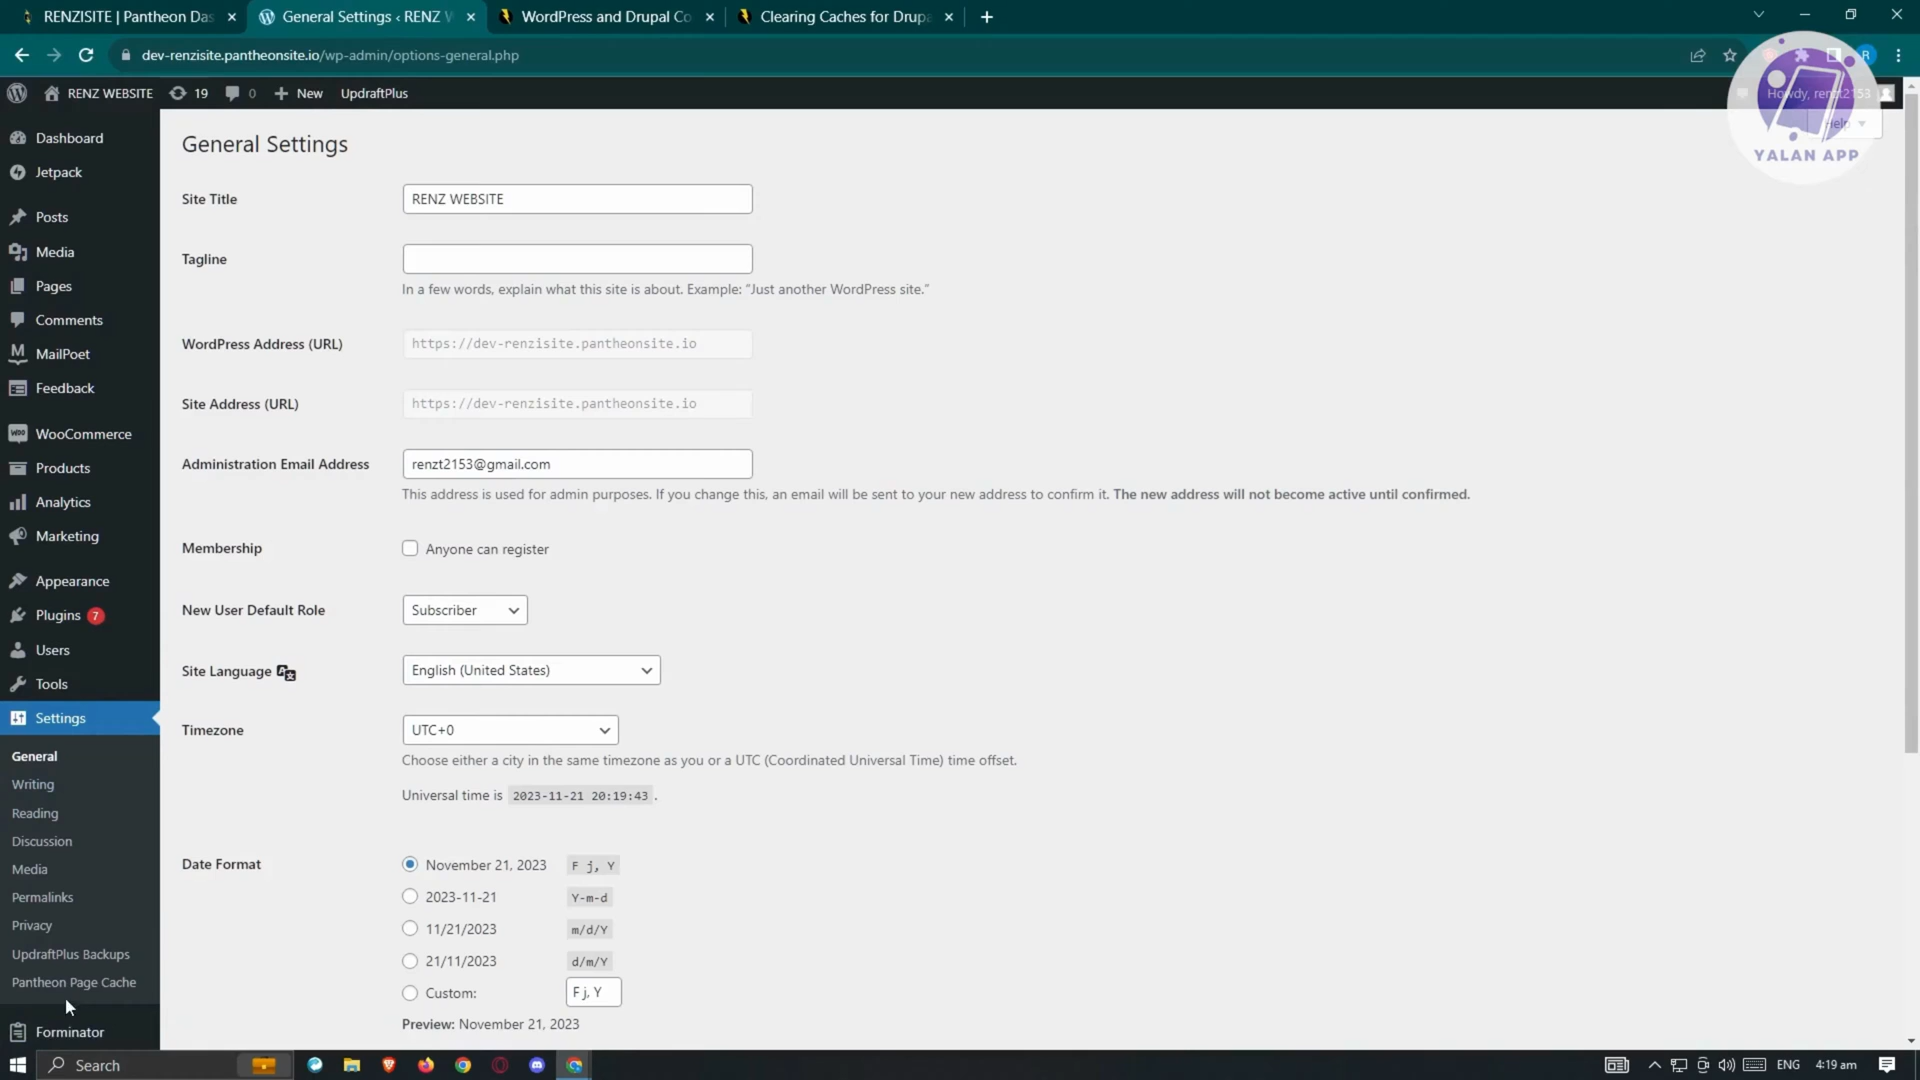 RENZISITE | Pantheon Das
General Settings ‹ RENZ W
WordPress and Drupal Co
Clearing Caches for Drupa
dev-renzisite.pantheonsite.io/wp-admin/options-general.php
R
RENZ WEBSITE
19
0
New
UpdraftPlus
Howdy, renzt2153
Help
YALAN APP
Dashboard
Jetpack
Posts
Media
Pages
Comments
MailPoet
Feedback
WooCommerce
Products
Analytics
Marketing
Appearance
Plugins 7
Users
Tools
Settings
General
Writing
Reading
Discussion
Media
Permalinks
Privacy
UpdraftPlus Backups
Pantheon Page Cache
Forminator
General Settings
Site Title
RENZ WEBSITE
Tagline
In a few words, explain what this site is about. Example: “Just another WordPress site.”
WordPress Address (URL)
https://dev-renzisite.pantheonsite.io
Site Address (URL)
https://dev-renzisite.pantheonsite.io
Administration Email Address
renzt2153@gmail.com
This address is used for admin purposes. If you change this, an email will be sent to your new address to confirm it. The new address will not become active until confirmed.
Membership
Anyone can register
New User Default Role
Subscriber
Site Language
English (United States)
Timezone
UTC+0
Choose either a city in the same timezone as you or a UTC (Coordinated Universal Time) time offset.
Universal time is 2023-11-21 20:19:43 .
Date Format
November 21, 2023 F j, Y
2023-11-21 Y-m-d
11/21/2023 m/d/Y
21/11/2023 d/m/Y
Custom: F j, Y
Preview: November 21, 2023
Search
ENG
4:19 am